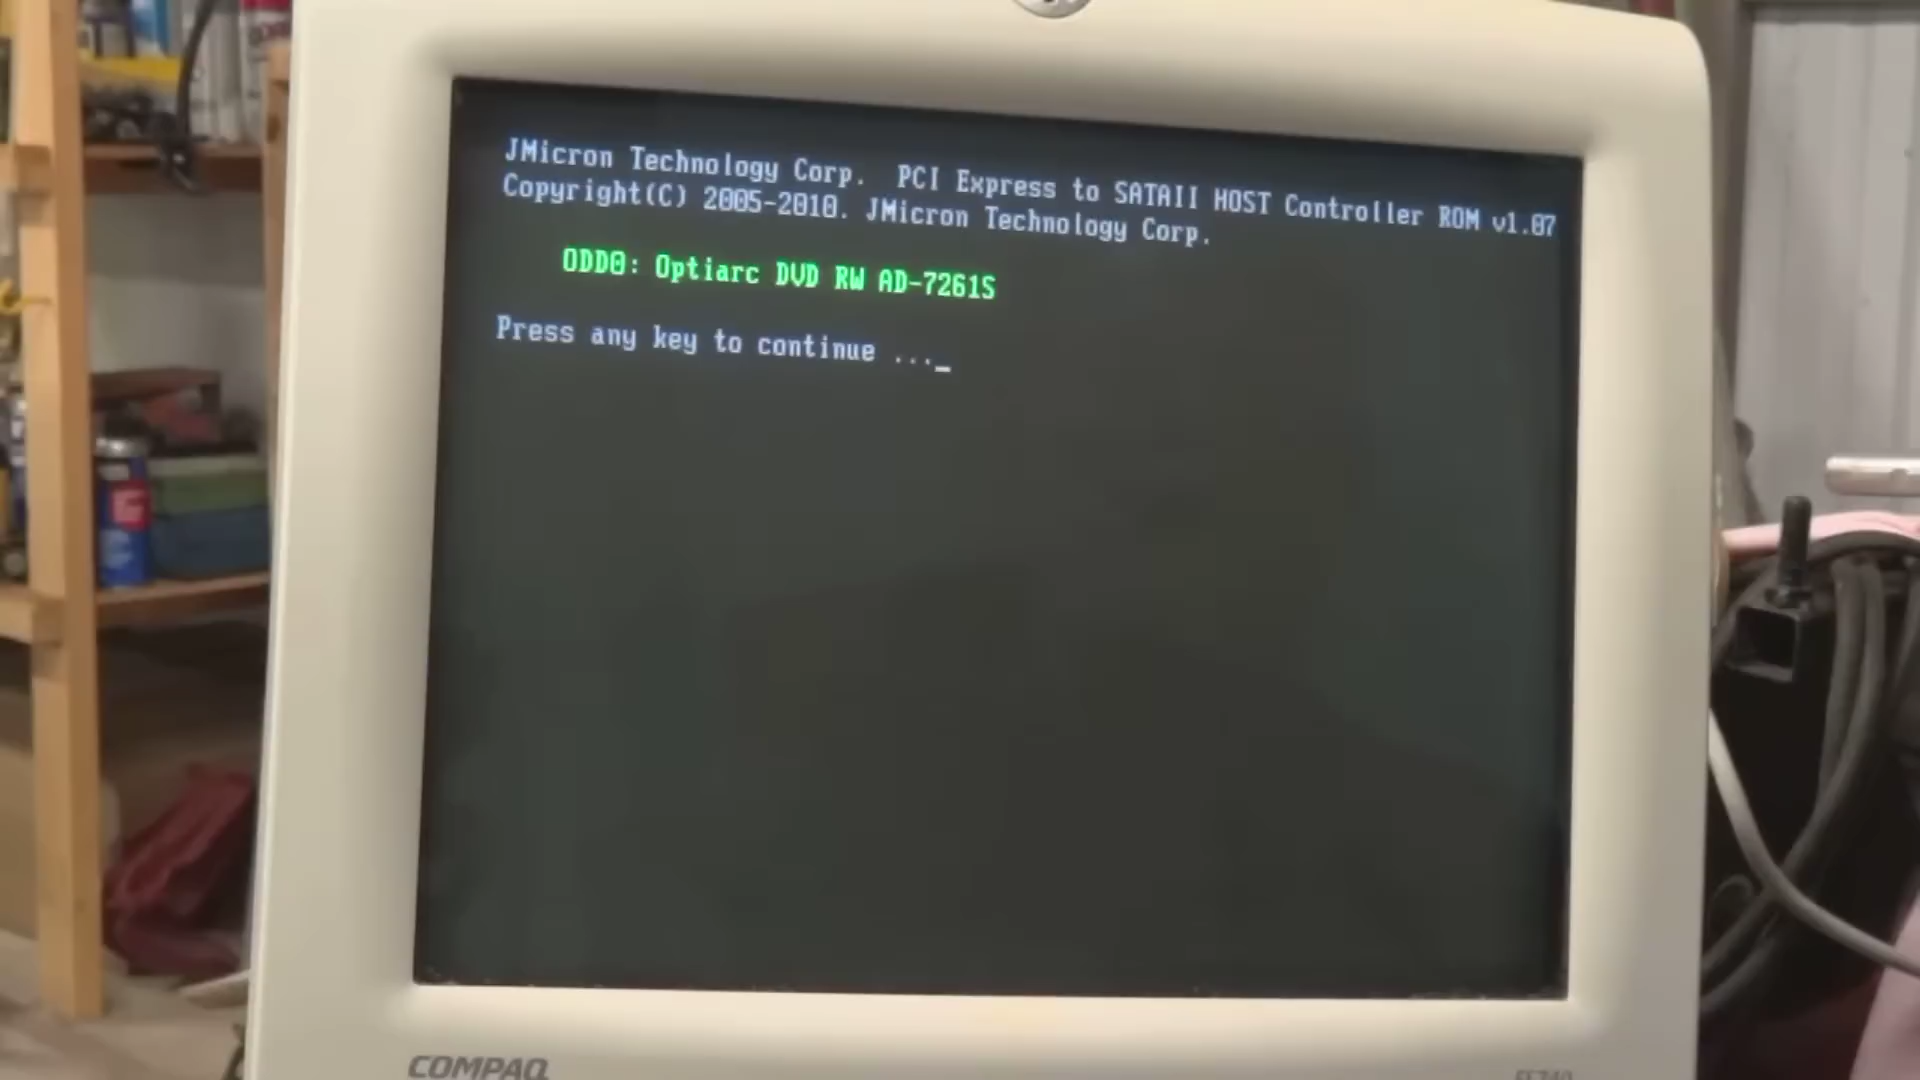 JMicron Technology Corp.  PCI Express to SATAII HOST Controller ROM v1.07
Copyright(C) 2005-2010. JMicron Technology Corp.
ODD0: Optiarc DVD RW AD-7261S
Press any key to continue ..._
COMPAQ